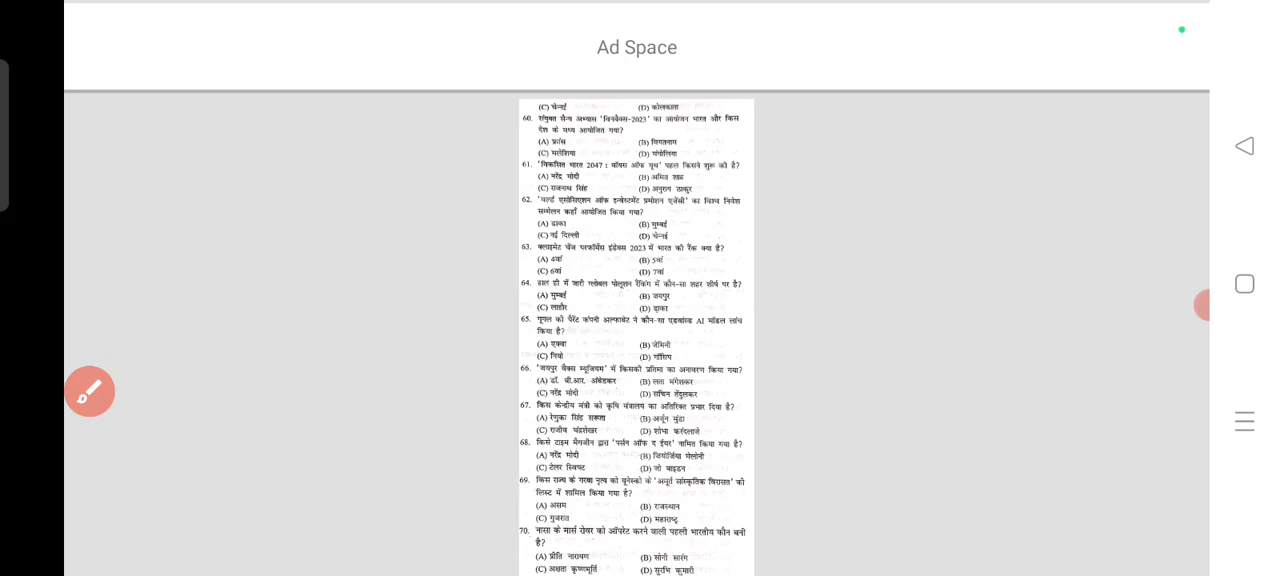 Ad Space
(C) चेन्नई (D) कोलकाता
60. संयुक्त सैन्य अभ्यास 'विनबैक्स-2023' का आयोजन भारत और किस
देश के मध्य आयोजित गया?
(A) फ्रांस (B) वियतनाम
(C) मलेशिया (D) मंगोलिया
61. 'विकसित भारत 2047 : वॉयस ऑफ यूथ' पहल किसने शुरू की है?
(A) नरेंद्र मोदी (B) अमित शाह
(C) राजनाथ सिंह (D) अनुराग ठाकुर
62. 'वर्ल्ड एसोसिएशन ऑफ इन्वेस्टमेंट प्रमोशन एजेंसी' का विश्व निवेश
सम्मेलन कहाँ आयोजित किया गया?
(A) ढाका (B) मुम्बई
(C) नई दिल्ली (D) चेन्नई
63. क्लाइमेट चेंज परफॉर्मेंस इंडेक्स 2023 में भारत की रैंक क्या है?
(A) 4वां (B) 5वां
(C) 6वां (D) 7वां
64. हाल ही में जारी ग्लोबल पोलूशन रैंकिंग में कौन-सा शहर शीर्ष पर है?
(A) मुम्बई (B) जयपुर
(C) लाहौर (D) ढाका
65. गूगल की पैरेंट कंपनी अल्फाबेट ने कौन-सा एडवांस्ड AI मॉडल लांच
किया है?
(A) एक्वा (B) जेमिनी
(C) नियो (D) गॉसिप
66. 'जयपुर वैक्स म्यूजियम' में किसकी प्रतिमा का अनावरण किया गया?
(A) डॉ. बी.आर. अंबेडकर (B) लता मंगेशकर
(C) नरेंद्र मोदी (D) सचिन तेंदुलकर
67. किस केन्द्रीय मंत्री को कृषि मंत्रालय का अतिरिक्त प्रभार दिया है?
(A) रेणुका सिंह सरूता (B) अर्जुन मुंडा
(C) राजीव चंद्रशेखर (D) शोभा करंदलाजे
68. किसे टाइम मैगजीन द्वारा 'पर्सन ऑफ द ईयर' नामित किया गया है?
(A) नरेंद्र मोदी (B) जियोर्जिया मेलोनी
(C) टेलर स्विफ्ट (D) जो बाइडन
69. किस राज्य के गरबा नृत्य को यूनेस्को के 'अमूर्त सांस्कृतिक विरासत' की
लिस्ट में शामिल किया गया है?
(A) असम (B) राजस्थान
(C) गुजरात (D) महाराष्ट्र
70. नासा के मार्स रोवर को ऑपरेट करने वाली पहली भारतीय कौन बनी
है?
(A) प्रीति नारायण (B) सोनी सारंग
(C) अक्षता कृष्णमूर्ति (D) सुरभि कुमारी